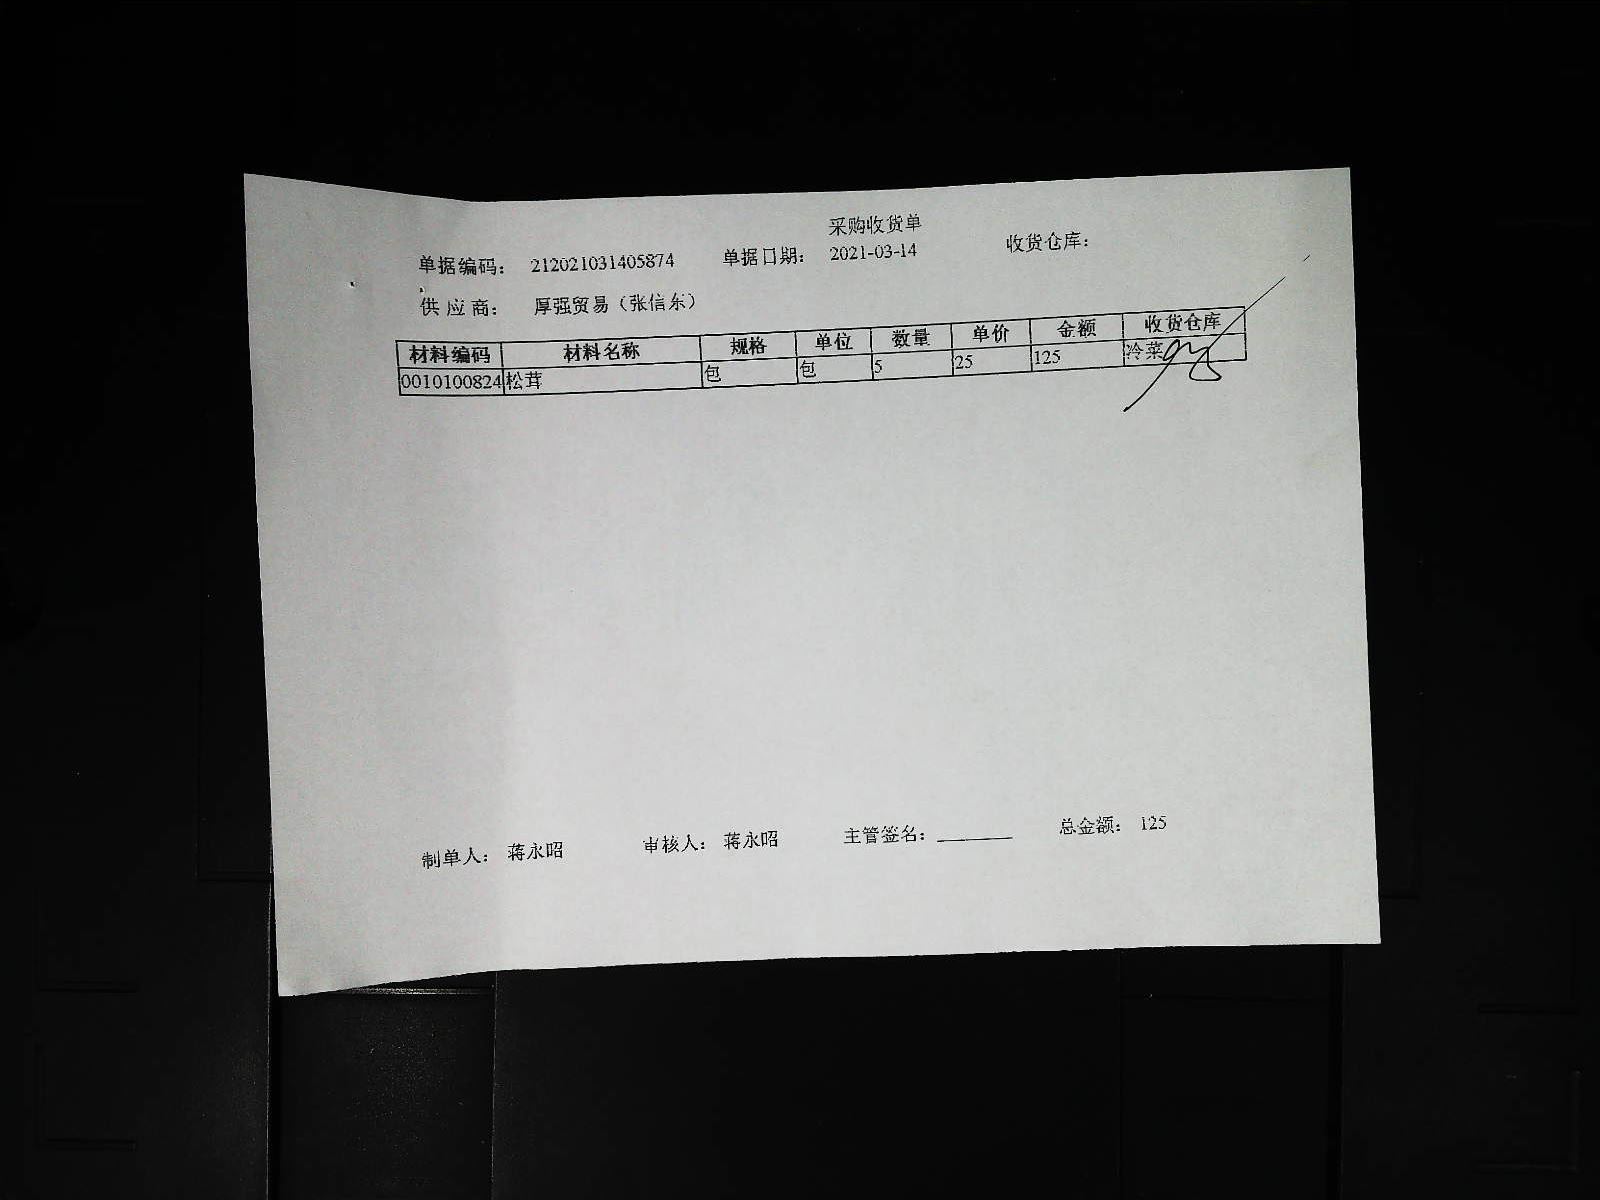 采购收货单
单据编码： 212021031405874 单据日期： 2021-03-14 收货仓库：
供应商： 厚强贸易（张信东）
材料编码 材料名称 规格 单位 数量 单价 金额 收货仓库
0010100824 松茸 包 包 5 25 125 冷菜
制单人： 蒋永昭 审核人： 蒋永昭 主管签名： 总金额： 125